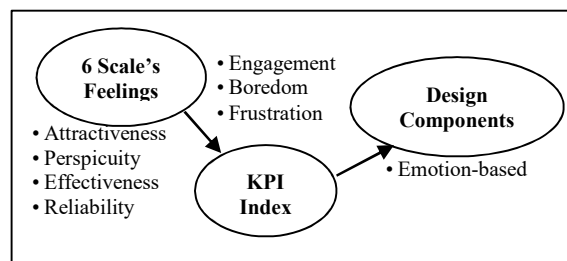 6 Scale's
Feelings
• Attractiveness
• Perspicuity
• Effectiveness
• Reliability
• Engagement
• Boredom
• Frustration
KPI
Index
Design
Components
• Emotion-based